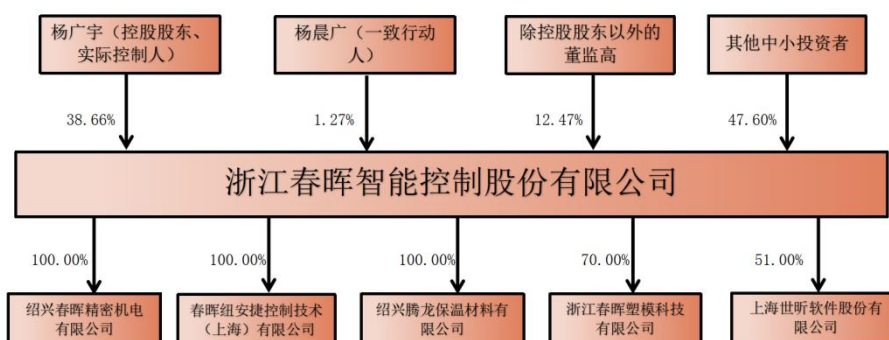 杨广宇（控股股东、
实际控制人）
杨晨广（一致行动
人）
除控股股东以外的
董监高
其他中小投资者
38.66%
1.27%
12.47%
47.60%
浙江春晖智能控制股份有限公司
100.00%
100.00%
100.00%
70.00%
51.00%
绍兴春晖精密机电
有限公司
春晖纽安捷控制技术
（上海）有限公司
绍兴腾龙保温材料有
限公司
浙江春晖塑模科技
有限公司
上海世昕软件股份有
限公司